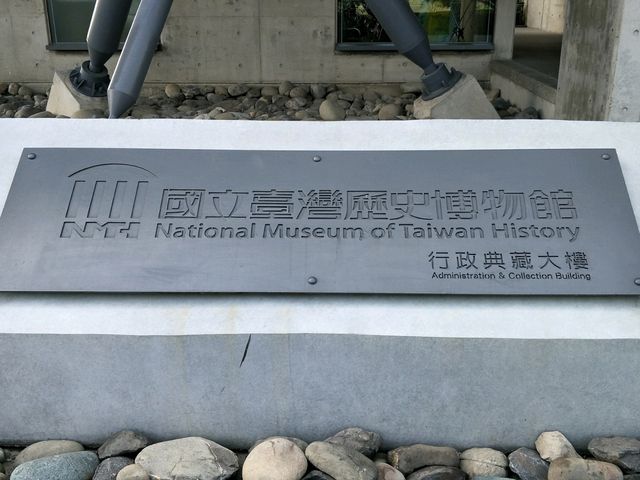 國立臺灣歷史博物館
NMTH National Museum of Taiwan History
行政典藏大樓
Administration & Collection Building